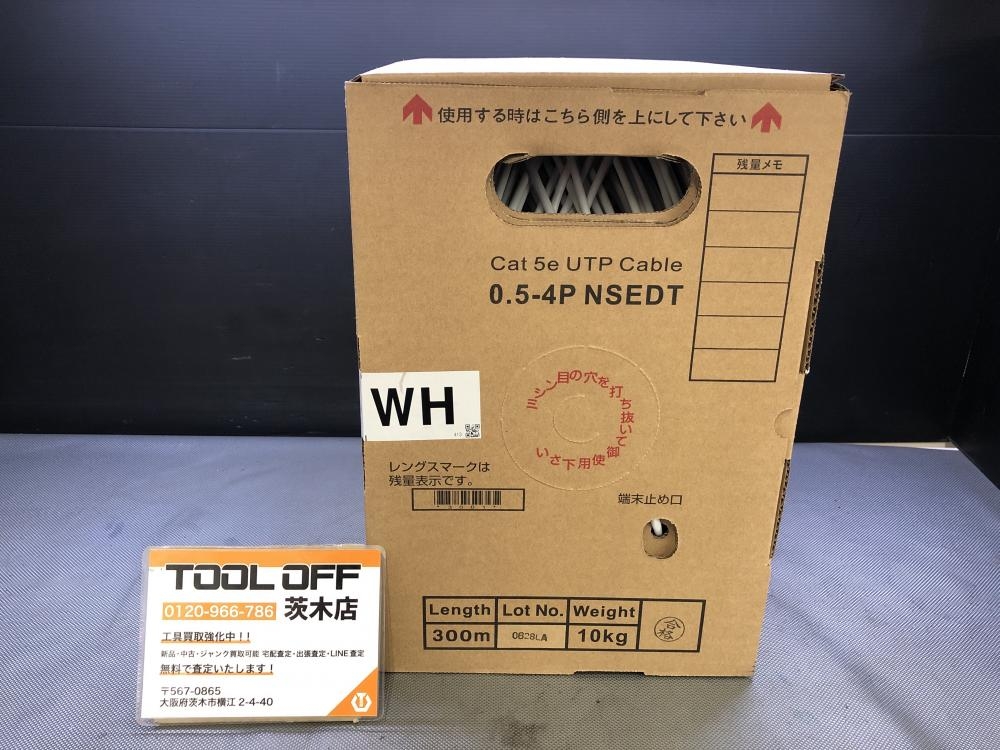 使用する時はこちら側を上にして下さい
残量メモ
Cat 5e UTP Cable
0.5-4P NSEDT
ミシン目の穴を打ち抜いて御使用下さい
WH
レングスマークは
残量表示です。
端末止め口
Length Lot No. Weight
300m 0628LA 10kg
合格
TOOL OFF
0120-966-786 茨木店
工具買取強化中！！
新品・中古・ジャンク買取可能 宅配査定・出張査定・LINE査定
無料で査定いたします！
〒567-0865
大阪府茨木市横江 2-4-40